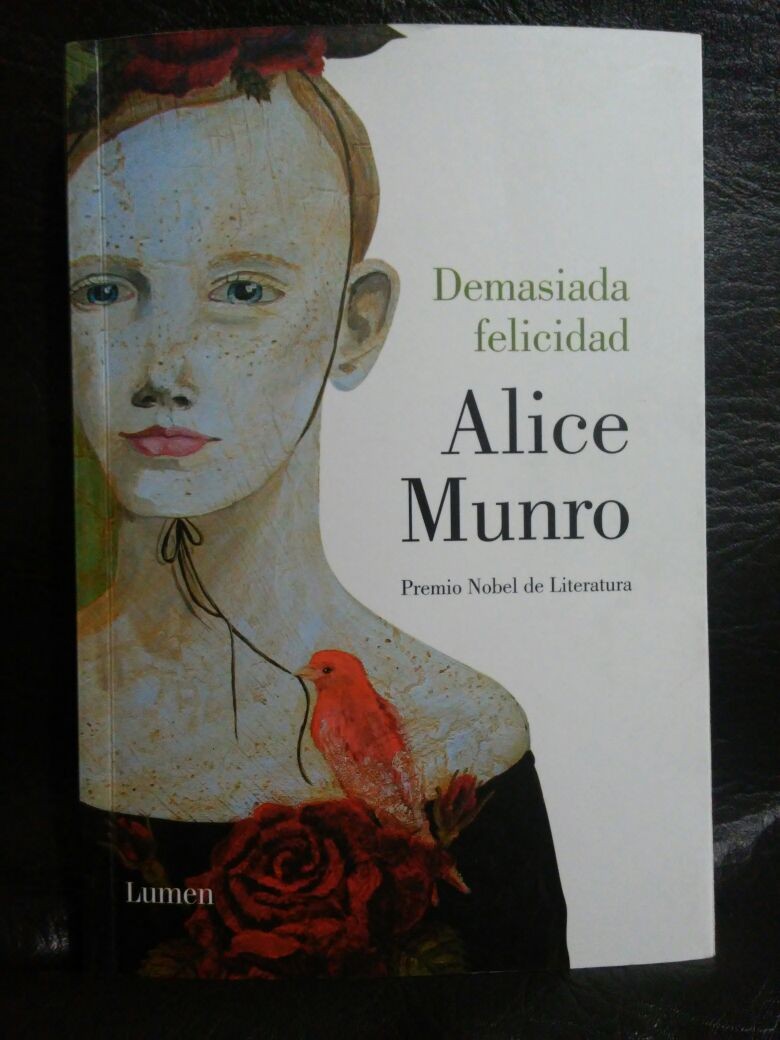 Demasiada
felicidad
Alice
Munro
Premio Nobel de Literatura
Lumen